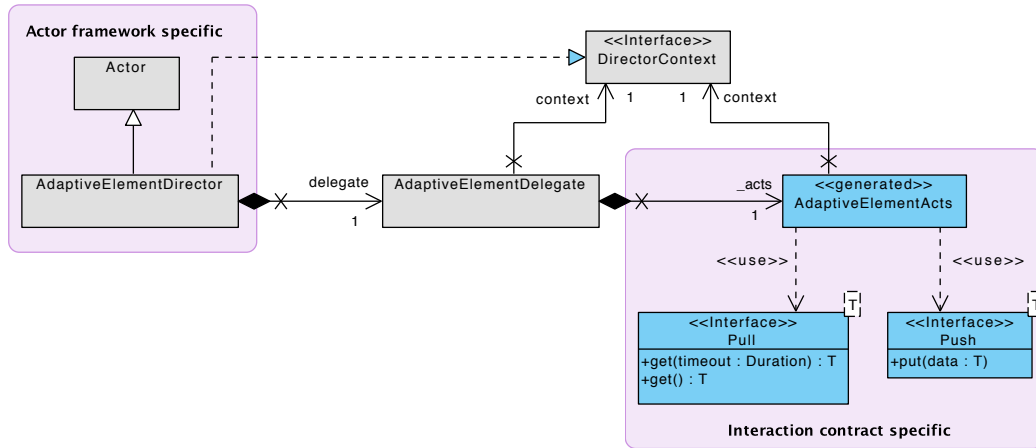 Actor framework specific
Actor
<<Interface>>
DirectorContext
context
1
1
context
AdaptiveElementDirector
delegate
1
AdaptiveElementDelegate
_acts
1
<<generated>>
AdaptiveElementActs
<<use>>
<<use>>
T
<<Interface>>
Pull
+get(timeout : Duration) : T
+get() : T
T
<<Interface>>
Push
+put(data : T)
Interaction contract specific